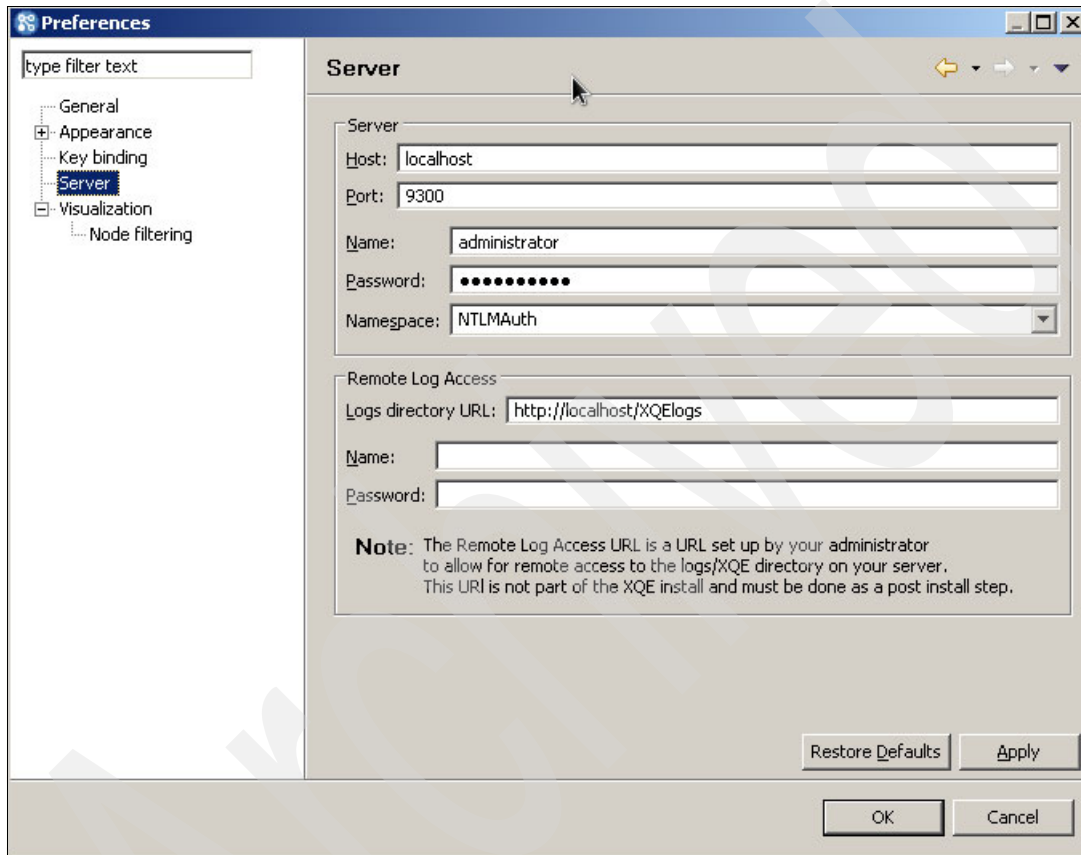 Preferences
type filter text
Server
General
Appearance
Key binding
Server
Visualization
Node filtering
Server
Host: localhost
Port: 9300
Name: administrator
Password: ●●●●●●●●●●
Namespace: NTLMAuth
Remote Log Access
Logs directory URL: http://localhost/XQElogs
Name:
Password:
Note: The Remote Log Access URL is a URL set up by your administrator
to allow for remote access to the logs/XQE directory on your server.
This URl is not part of the XQE install and must be done as a post install step.
Restore Defaults Apply
OK Cancel
Archived